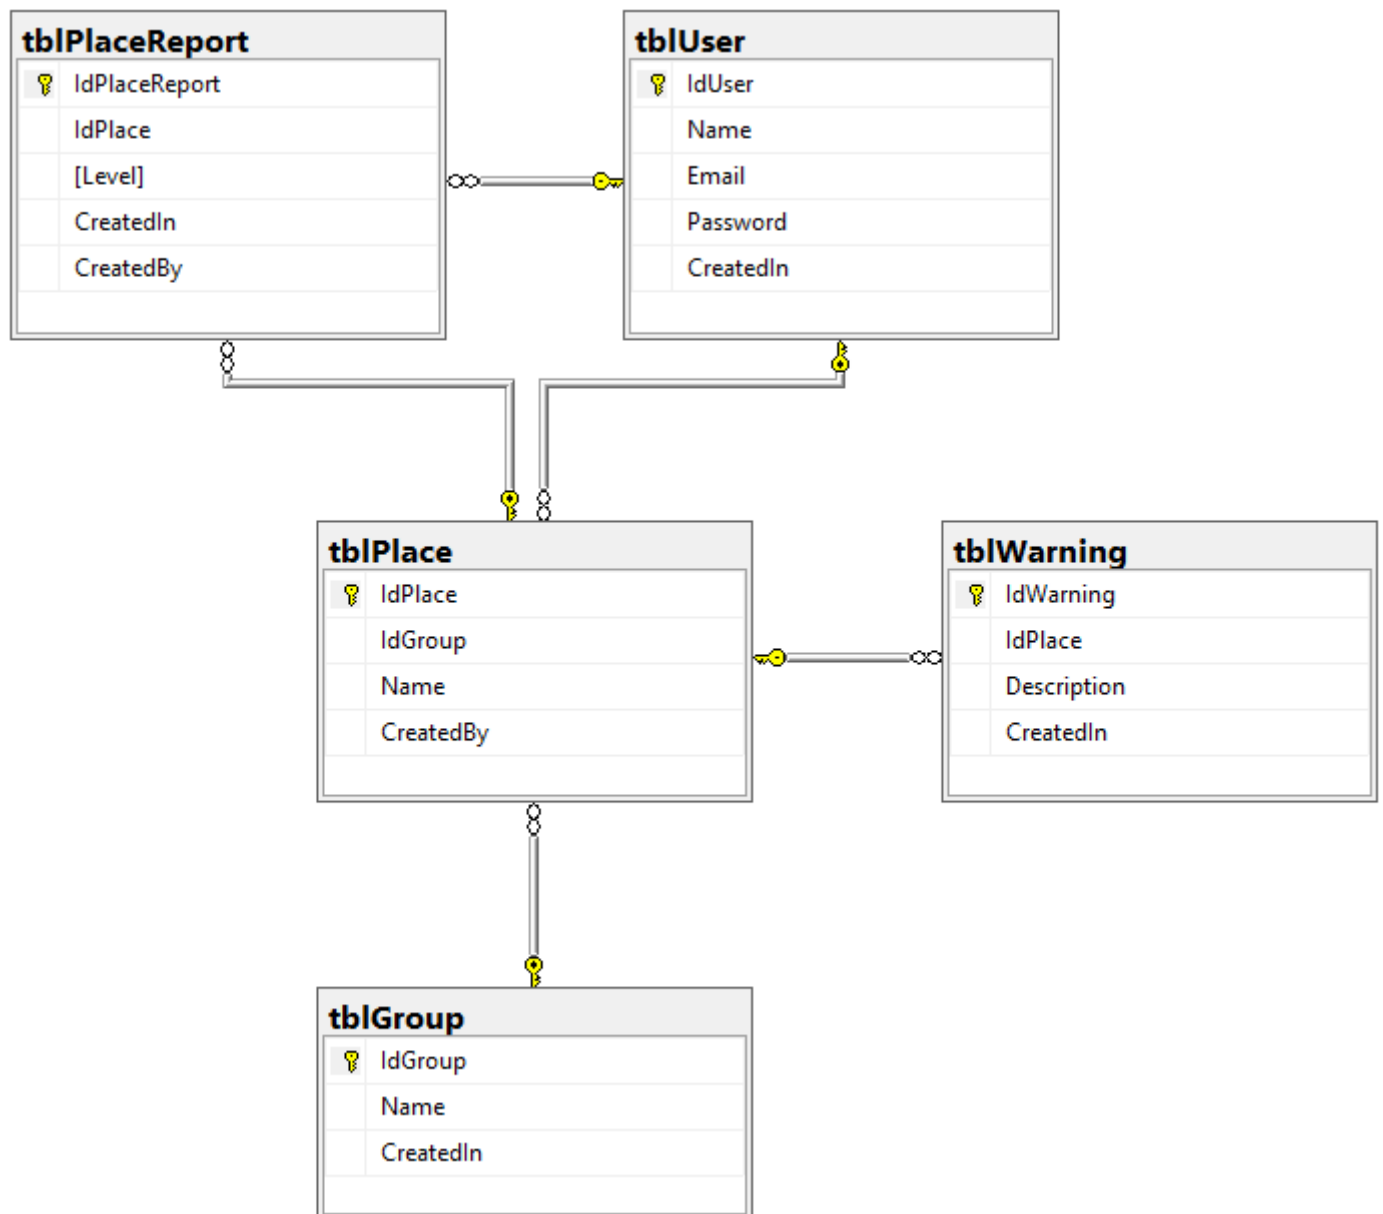 tblPlaceReport
IdPlaceReport
IdPlace
[Level]
CreatedIn
CreatedBy
tblUser
IdUser
Name
Email
Password
CreatedIn
tblPlace
IdPlace
IdGroup
Name
CreatedBy
tblWarning
IdWarning
IdPlace
Description
CreatedIn
tblGroup
IdGroup
Name
CreatedIn